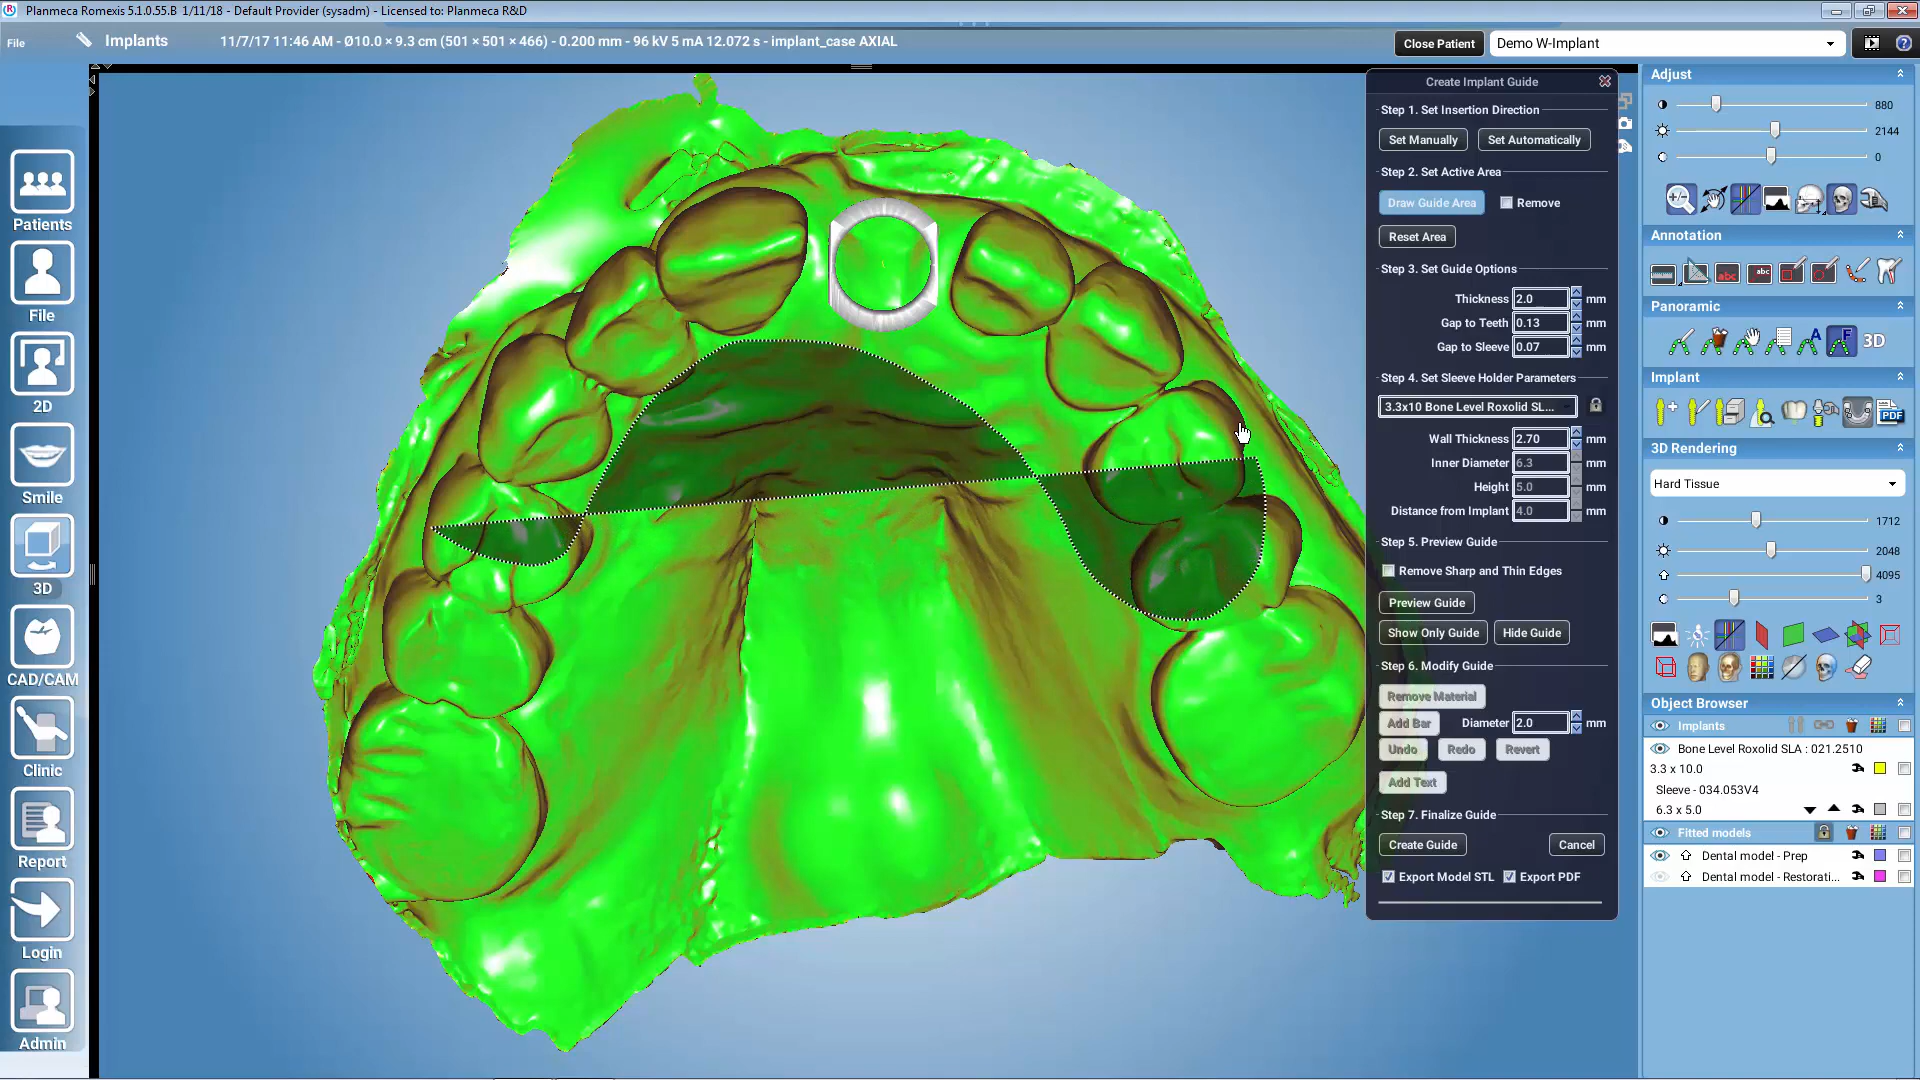 Planmeca Romexis 5.1.0.55.B 1/11/18 - Default Provider (sysadm) - Licensed to: Planmeca R&D
File
Implants
11/7/17 11:46 AM - Ø10.0 × 9.3 cm (501 × 501 × 466) - 0.200 mm - 96 kV 5 mA 12.072 s - implant_case AXIAL
Close Patient
Demo W-Implant
Patients
File
2D
Smile
3D
CAD/CAM
Clinic
Report
Login
Admin
Create Implant Guide
Step 1. Set Insertion Direction
Set Manually Set Automatically
Step 2. Set Active Area
Draw Guide Area Remove
Reset Area
Step 3. Set Guide Options
Thickness 2.0 mm
Gap to Teeth 0.13 mm
Gap to Sleeve 0.07 mm
Step 4. Set Sleeve Holder Parameters
3.3x10 Bone Level Roxolid SL...
Wall Thickness 2.70 mm
Inner Diameter 6.3 mm
Height 5.0 mm
Distance from Implant 4.0 mm
Step 5. Preview Guide
Remove Sharp and Thin Edges
Preview Guide
Show Only Guide Hide Guide
Step 6. Modify Guide
Remove Material
Add Bar Diameter 2.0 mm
Undo Redo Revert
Add Text
Step 7. Finalize Guide
Create Guide Cancel
Export Model STL Export PDF
Adjust
880
2144
0
Annotation
abc abc
Panoramic
A F 3D
Implant
PDF
3D Rendering
Hard Tissue
1712
2048
4095
3
Object Browser
Implants
Bone Level Roxolid SLA : 021.2510
3.3 x 10.0
Sleeve - 034.053V4
6.3 x 5.0
Fitted models
Dental model - Prep
Dental model - Restorati...